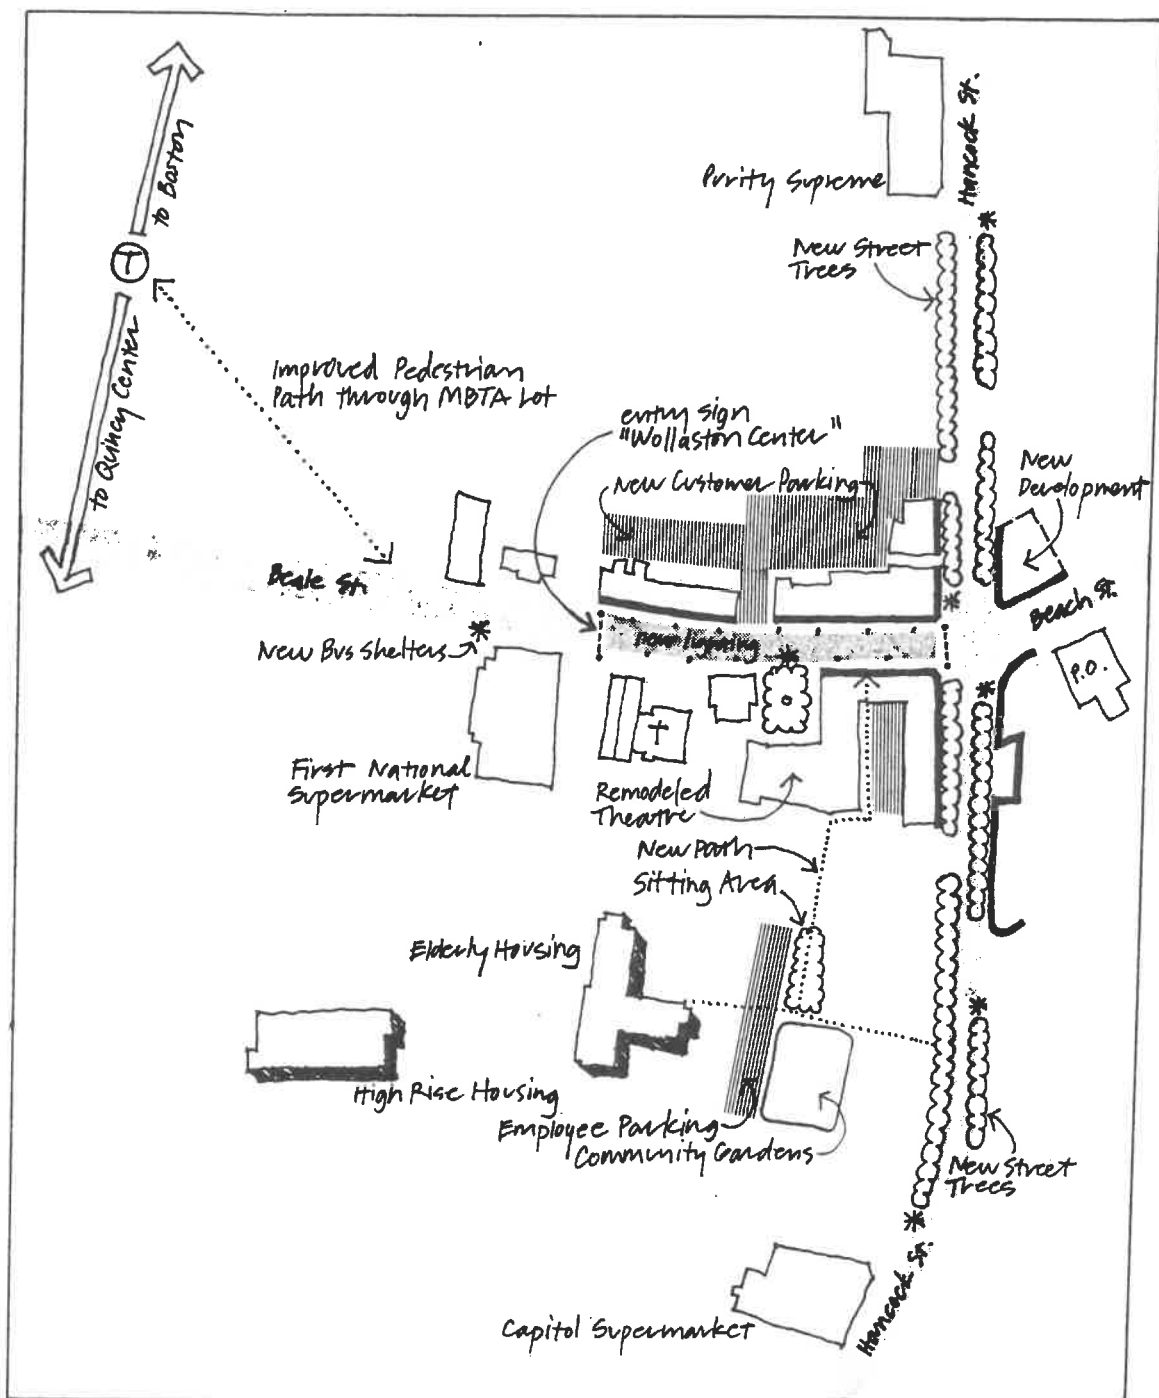 Hancock St.
to Boston
Purity Supreme
T
New Street
Trees
to Quincy Center
Improved Pedestrian
Path through MBTA Lot
entry sign
"Wollaston Center"
New Customer Parking
New
Development
Beale St.
Beach St.
New Bus Shelters
new lighting
P.O.
First National
Supermarket
Remodeled
Theatre
New Path
Sitting Area
Elderly Housing
High Rise Housing
Employee Parking
Community Gardens
New Street
Trees
Capitol Supermarket
Hancock St.